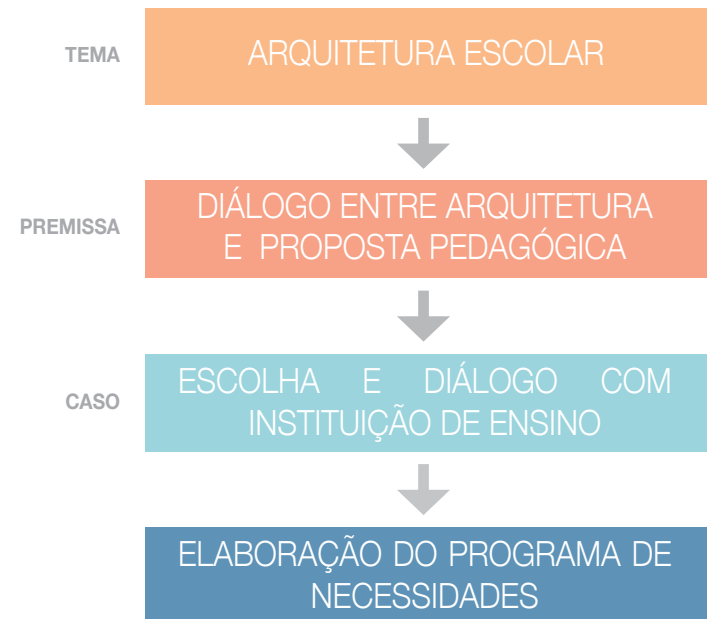 TEMA
ARQUITETURA ESCOLAR
PREMISSA
DIÁLOGO ENTRE ARQUITETURA
E PROPOSTA PEDAGÓGICA
CASO
ESCOLHA E DIÁLOGO COM
INSTITUIÇÃO DE ENSINO
ELABORAÇÃO DO PROGRAMA DE
NECESSIDADES